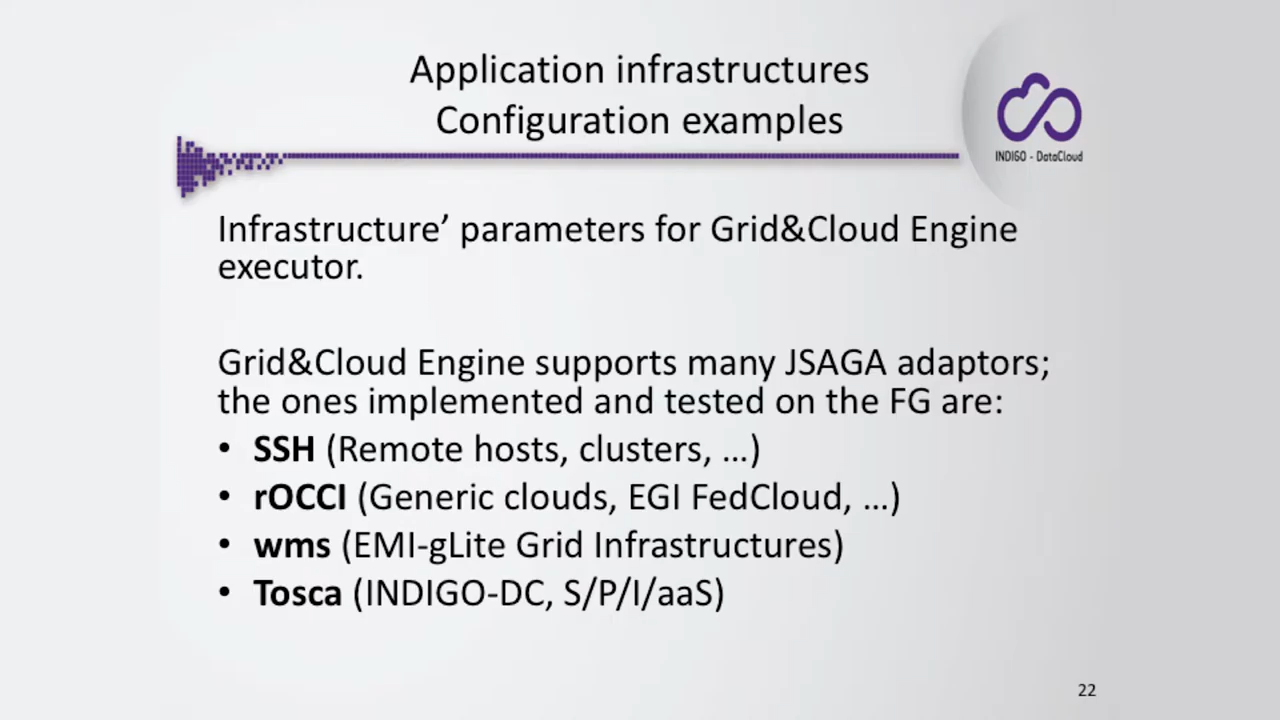 Application infrastructures
Configuration examples
INDIGO - DataCloud
Infrastructure’ parameters for Grid&Cloud Engine
executor.
Grid&Cloud Engine supports many JSAGA adaptors;
the ones implemented and tested on the FG are:
• SSH (Remote hosts, clusters, …)
• rOCCI (Generic clouds, EGI FedCloud, …)
• wms (EMI-gLite Grid Infrastructures)
• Tosca (INDIGO-DC, S/P/I/aaS)
22